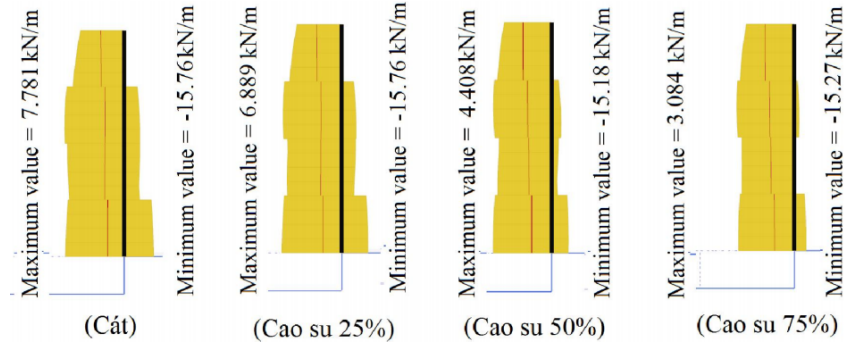 Maximum value = 7.781 kN/m
Minimum value = -15.76 kN/m
(Cát)
Maximum value = 6.889 kN/m
Minimum value = -15.76 kN/m
(Cao su 25%)
Maximum value = 4.408 kN/m
Minimum value = -15.18 kN/m
(Cao su 50%)
Maximum value = 3.084 kN/m
Minimum value = -15.27 kN/m
(Cao su 75%)